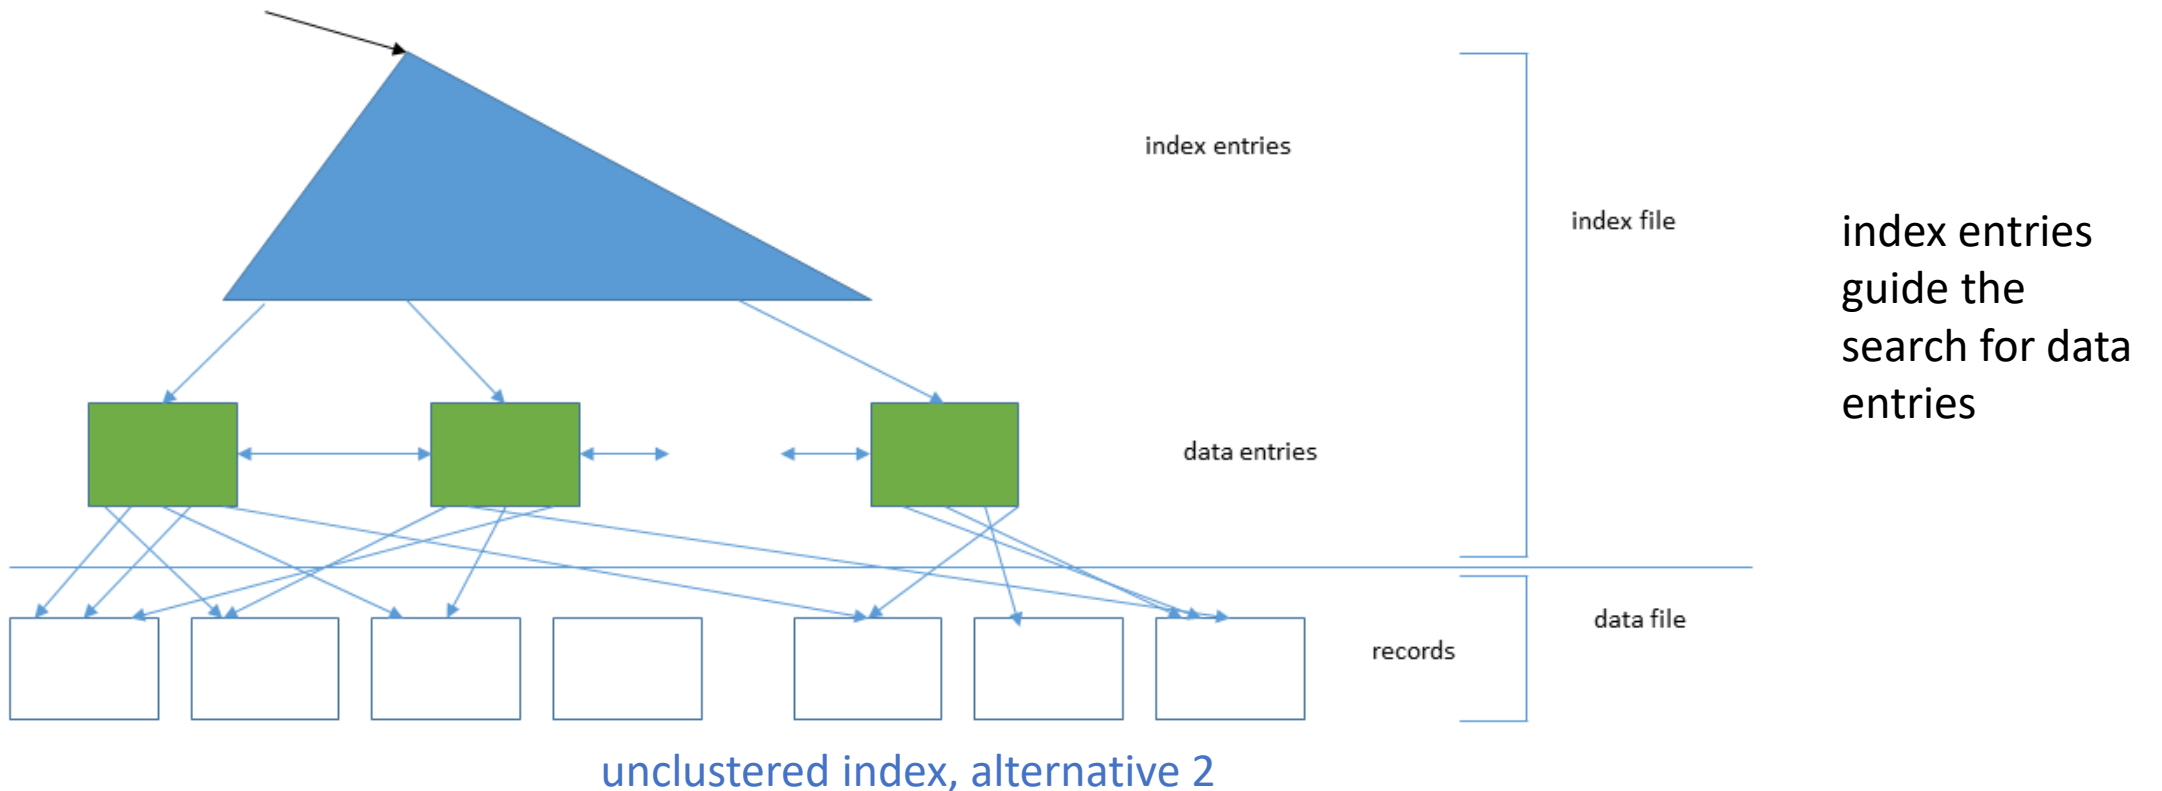 index entries
index file
index entries
guide the
search for data
entries
data entries
data file
records
unclustered index, alternative 2